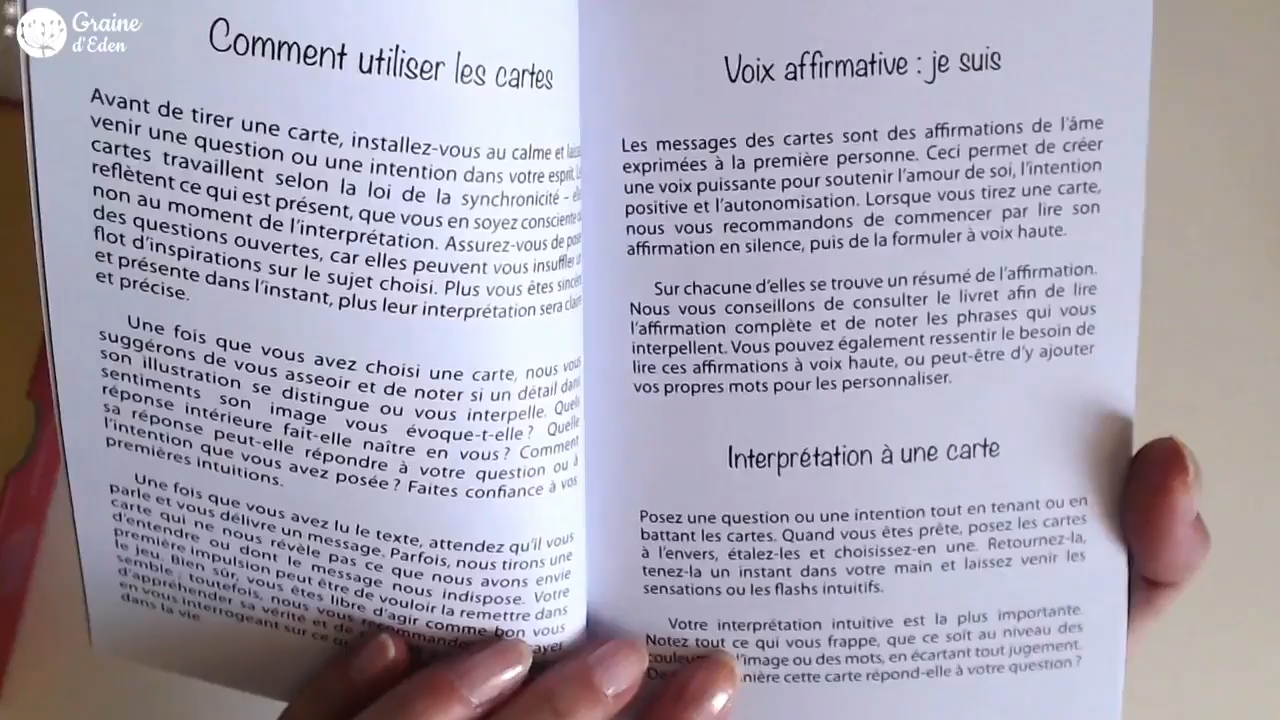 Graine
d'Eden
Comment utiliser les cartes
Avant de tirer une carte, installez-vous au calme et
venir une question ou une intention dans votre esprit.
cartes travaillent selon la loi de la synchronicité –
reflètent ce qui est présent, que vous en soyez consciente
non au moment de l'interprétation. Assurez-vous de
des questions ouvertes, car elles peuvent vous insuffler
flot d'inspirations sur le sujet choisi. Plus vous êtes
et présente dans l'instant, plus leur interprétation sera
et précise.
Une fois que vous avez choisi une carte, nous vous
suggérons de vous asseoir et de noter si un détail dans
son illustration se distingue ou vous interpelle. Quels
sentiments son image vous évoque-t-elle ? Quelle
réponse intérieure fait-elle naître en vous ? Comment
sa réponse peut-elle répondre à votre question ou à
l'intention que vous avez posée ? Faites confiance à vos
premières intuitions.
Une fois que vous avez lu le texte, attendez qu'il vous
parle et vous délivre un message. Parfois, nous tirons une
carte qui ne nous révèle pas ce que nous avons envie
d'entendre ou dont le message nous indispose. Votre
première impulsion peut être de vouloir la remettre dans
le jeu. Bien sûr, vous êtes libre d'agir comme bon vous
semble ; toutefois, nous vous
d'appréhender sa vérité et de
en vous interrogeant sur ce
dans la vie.
Voix affirmative : je suis
Les messages des cartes sont des affirmations de l'âme
exprimées à la première personne. Ceci permet de créer
une voix puissante pour soutenir l'amour de soi, l'intention
positive et l'autonomisation. Lorsque vous tirez une carte,
nous vous recommandons de commencer par lire son
affirmation en silence, puis de la formuler à voix haute.
Sur chacune d'elles se trouve un résumé de l'affirmation.
Nous vous conseillons de consulter le livret afin de lire
l'affirmation complète et de noter les phrases qui vous
interpellent. Vous pouvez également ressentir le besoin de
lire ces affirmations à voix haute, ou peut-être d'y ajouter
vos propres mots pour les personnaliser.
Interprétation à une carte
Posez une question ou une intention tout en tenant ou en
battant les cartes. Quand vous êtes prête, posez les cartes
à l'envers, étalez-les et choisissez-en une. Retournez-la,
tenez-la un instant dans votre main et laissez venir les
sensations ou les flashs intuitifs.
Votre interprétation intuitive est la plus importante.
Notez tout ce qui vous frappe, que ce soit au niveau des
l'image ou des mots, en écartant tout jugement.
cette carte répond-elle à votre question ?